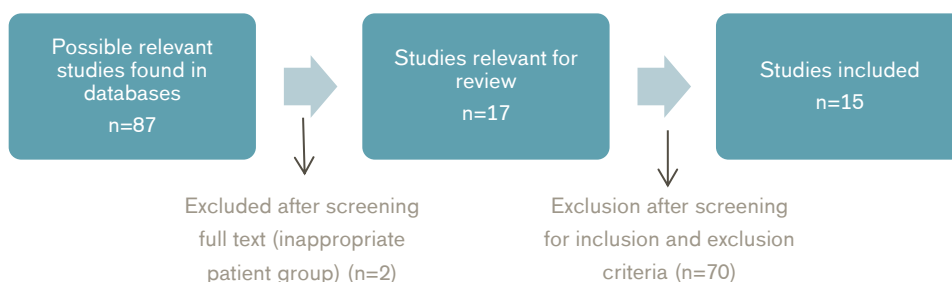 Possible relevant
studies found in
databases
n=87
Studies relevant for
review
n=17
Studies included
n=15
Excluded after screening
full text (inappropriate
patient group) (n=2)
Exclusion after screening
for inclusion and exclusion
criteria (n=70)